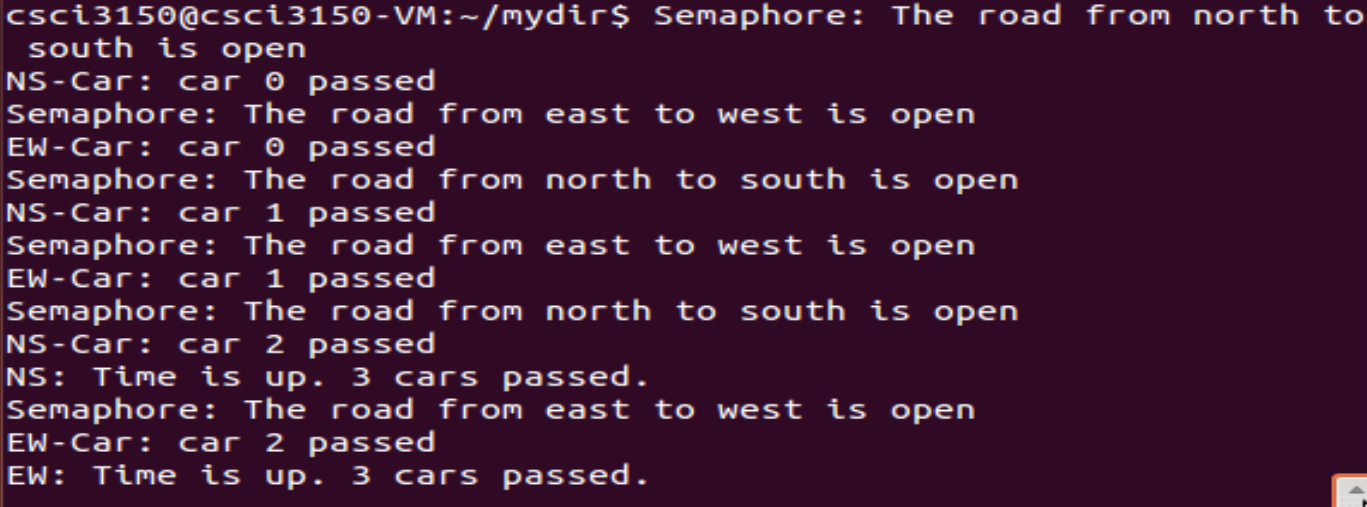 csci3150@csci3150-VM:~/mydir$ Semaphore: The road from north to
south is open
NS-Car: car 0 passed
Semaphore: The road from east to west is open
EW-Car: car 0 passed
Semaphore: The road from north to south is open
NS-Car: car 1 passed
Semaphore: The road from east to west is open
EW-Car: car 1 passed
Semaphore: The road from north to south is open
NS-Car: car 2 passed
NS: Time is up. 3 cars passed.
Semaphore: The road from east to west is open
EW-Car: car 2 passed
EW: Time is up. 3 cars passed.